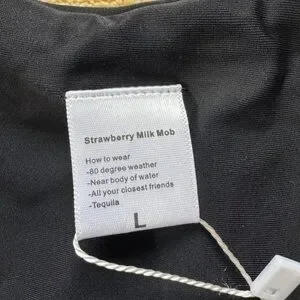 Strawberry Milk Mob
How to wear
-80 degree weather
-Near body of water
-All your closest friends
-Tequila
L